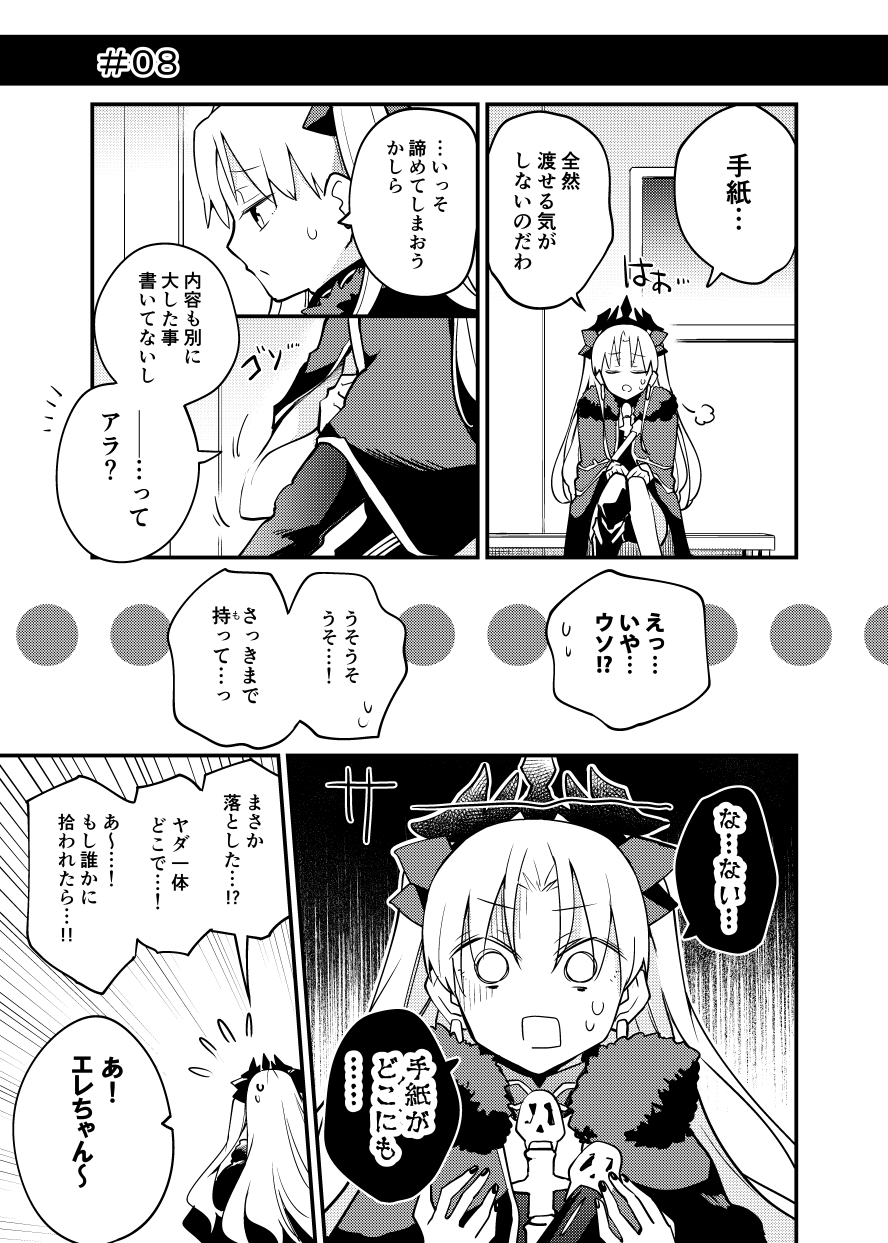 #08
手紙…
全然
渡せる気が
しないのだわ
はぁ…
…いっそ
諦めてしまおう
かしら
内容も別に
大した事
書いてないし
ゴソ
──…って
アラ?
えっ…
いや…
ウソ!?
うそうそ
うそ…!
さっきまで
持って…っ
も
な…ない…
サー
手紙が
どこにも
……
まさか
落とした…!?
ヤダ一体
どこで…!
あ〜…!
もし誰かに
拾われたら…!!
あ!
エレちゃん〜